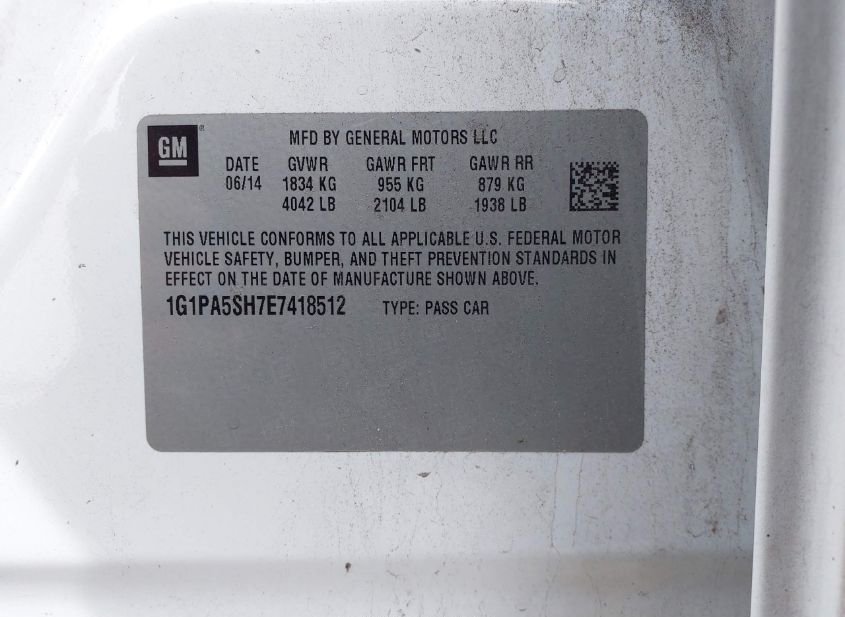 GM®
MFD BY GENERAL MOTORS LLC
DATE GVWR GAWR FRT GAWR RR
06/14 1834 KG 955 KG 879 KG
4042 LB 2104 LB 1938 LB
THIS VEHICLE CONFORMS TO ALL APPLICABLE U.S. FEDERAL MOTOR
VEHICLE SAFETY, BUMPER, AND THEFT PREVENTION STANDARDS IN
EFFECT ON THE DATE OF MANUFACTURE SHOWN ABOVE.
1G1PA5SH7E7418512 TYPE: PASS CAR